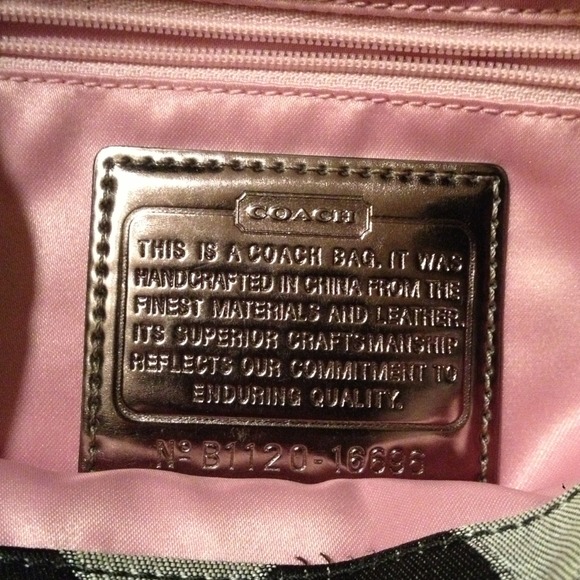 COACH
THIS IS A COACH BAG. IT WAS
HANDCRAFTED IN CHINA FROM THE
FINEST MATERIALS AND LEATHER.
ITS SUPERIOR CRAFTSMANSHIP
REFLECTS OUR COMMITMENT TO
ENDURING QUALITY.
Nº B1120-16696